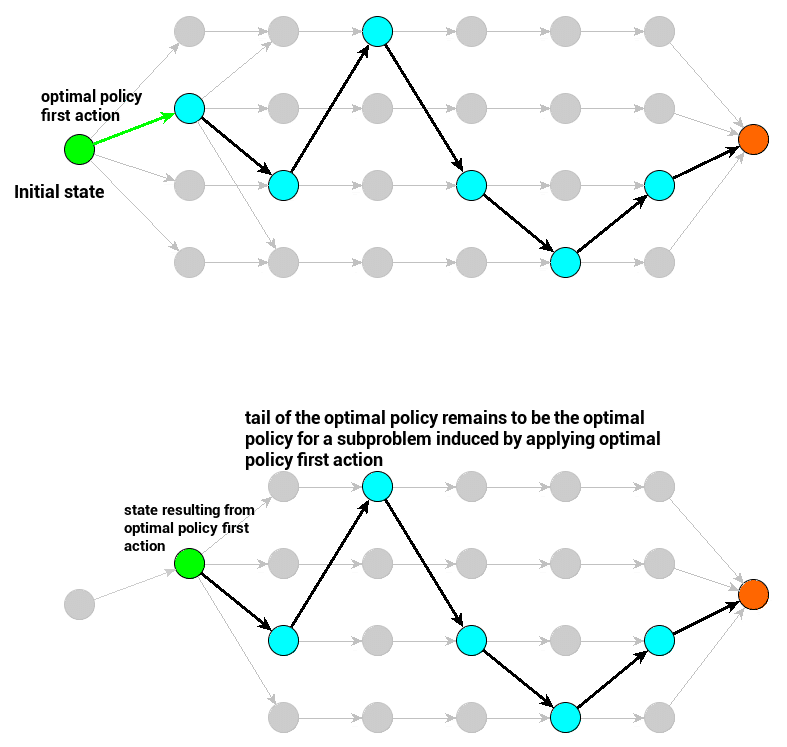 optimal policy
first action
Initial state
tail of the optimal policy remains to be the optimal
policy for a subproblem induced by applying optimal
policy first action
state resulting from
optimal policy first
action